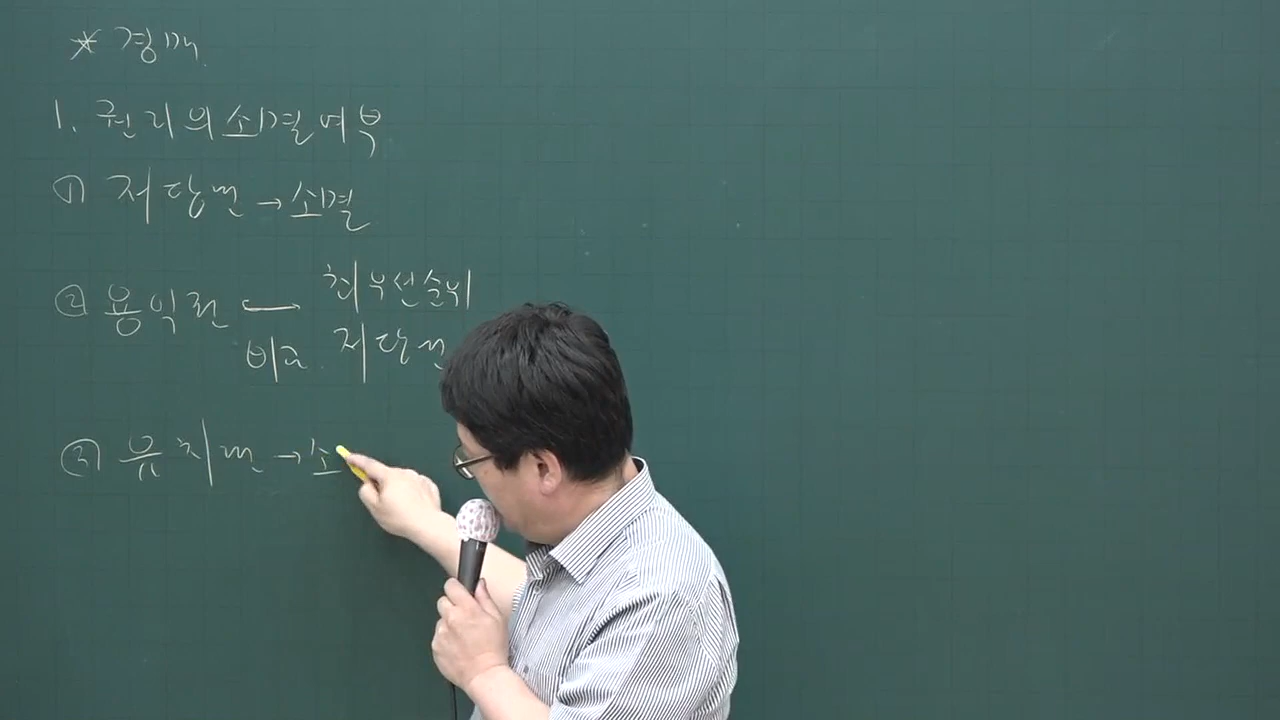 * 경매
1. 권리의 소멸여부
① 저당권 → 소멸
② 용익권 ↔ 최우선순위
비교 저당권
③ 유치권 → 소